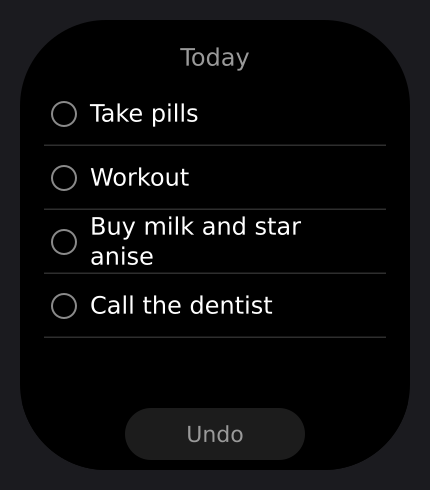 Today
Take pills
Workout
Buy milk and star
anise
Call the dentist
Undo